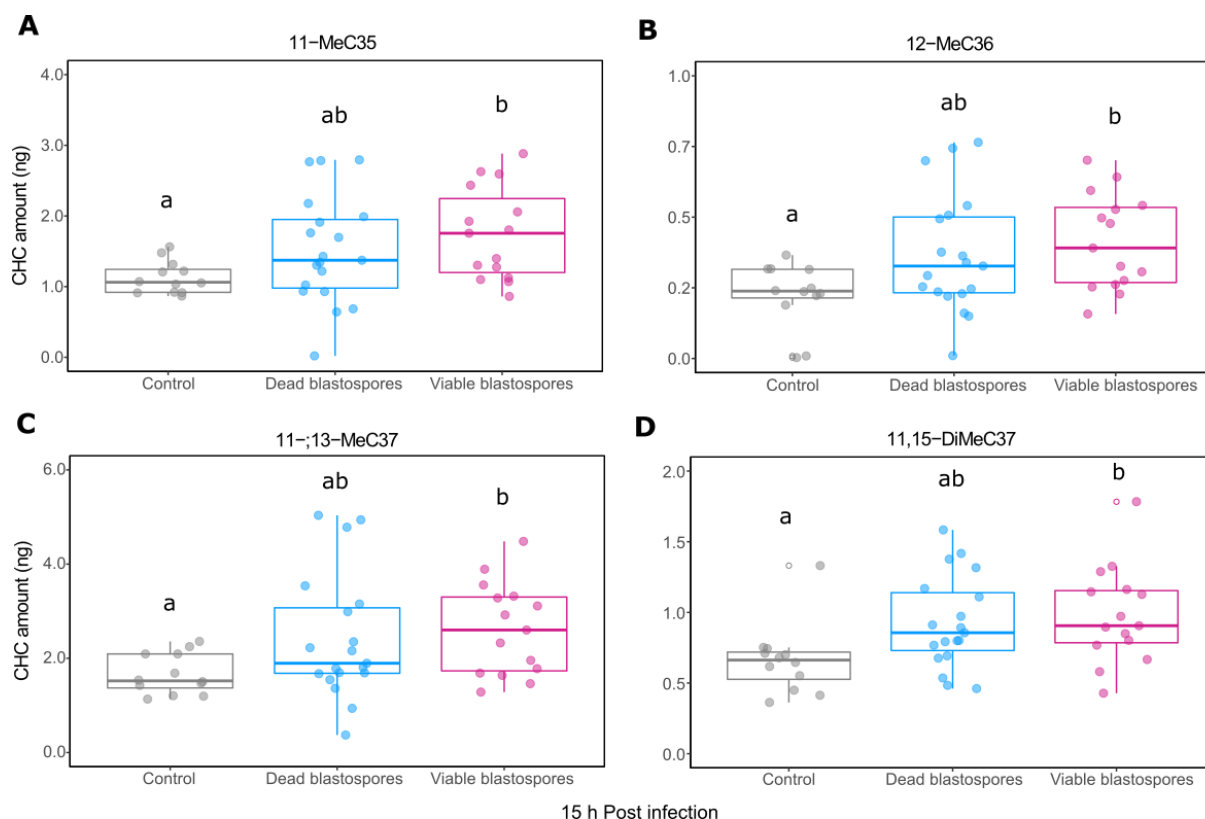 A
11−MeC35
CHC amount (ng)
4.0
3.0
2.0
1.0
0.0
a
ab
b
Control
Dead blastospores
Viable blastospores
B
12−MeC36
1.0
0.7
0.5
0.2
0.0
a
ab
b
Control
Dead blastospores
Viable blastospores
C
11−;13−MeC37
CHC amount (ng)
6.0
4.0
2.0
0.0
a
ab
b
Control
Dead blastospores
Viable blastospores
D
11,15−DiMeC37
2.0
1.5
1.0
0.5
0.0
a
ab
b
Control
Dead blastospores
Viable blastospores
15 h Post infection